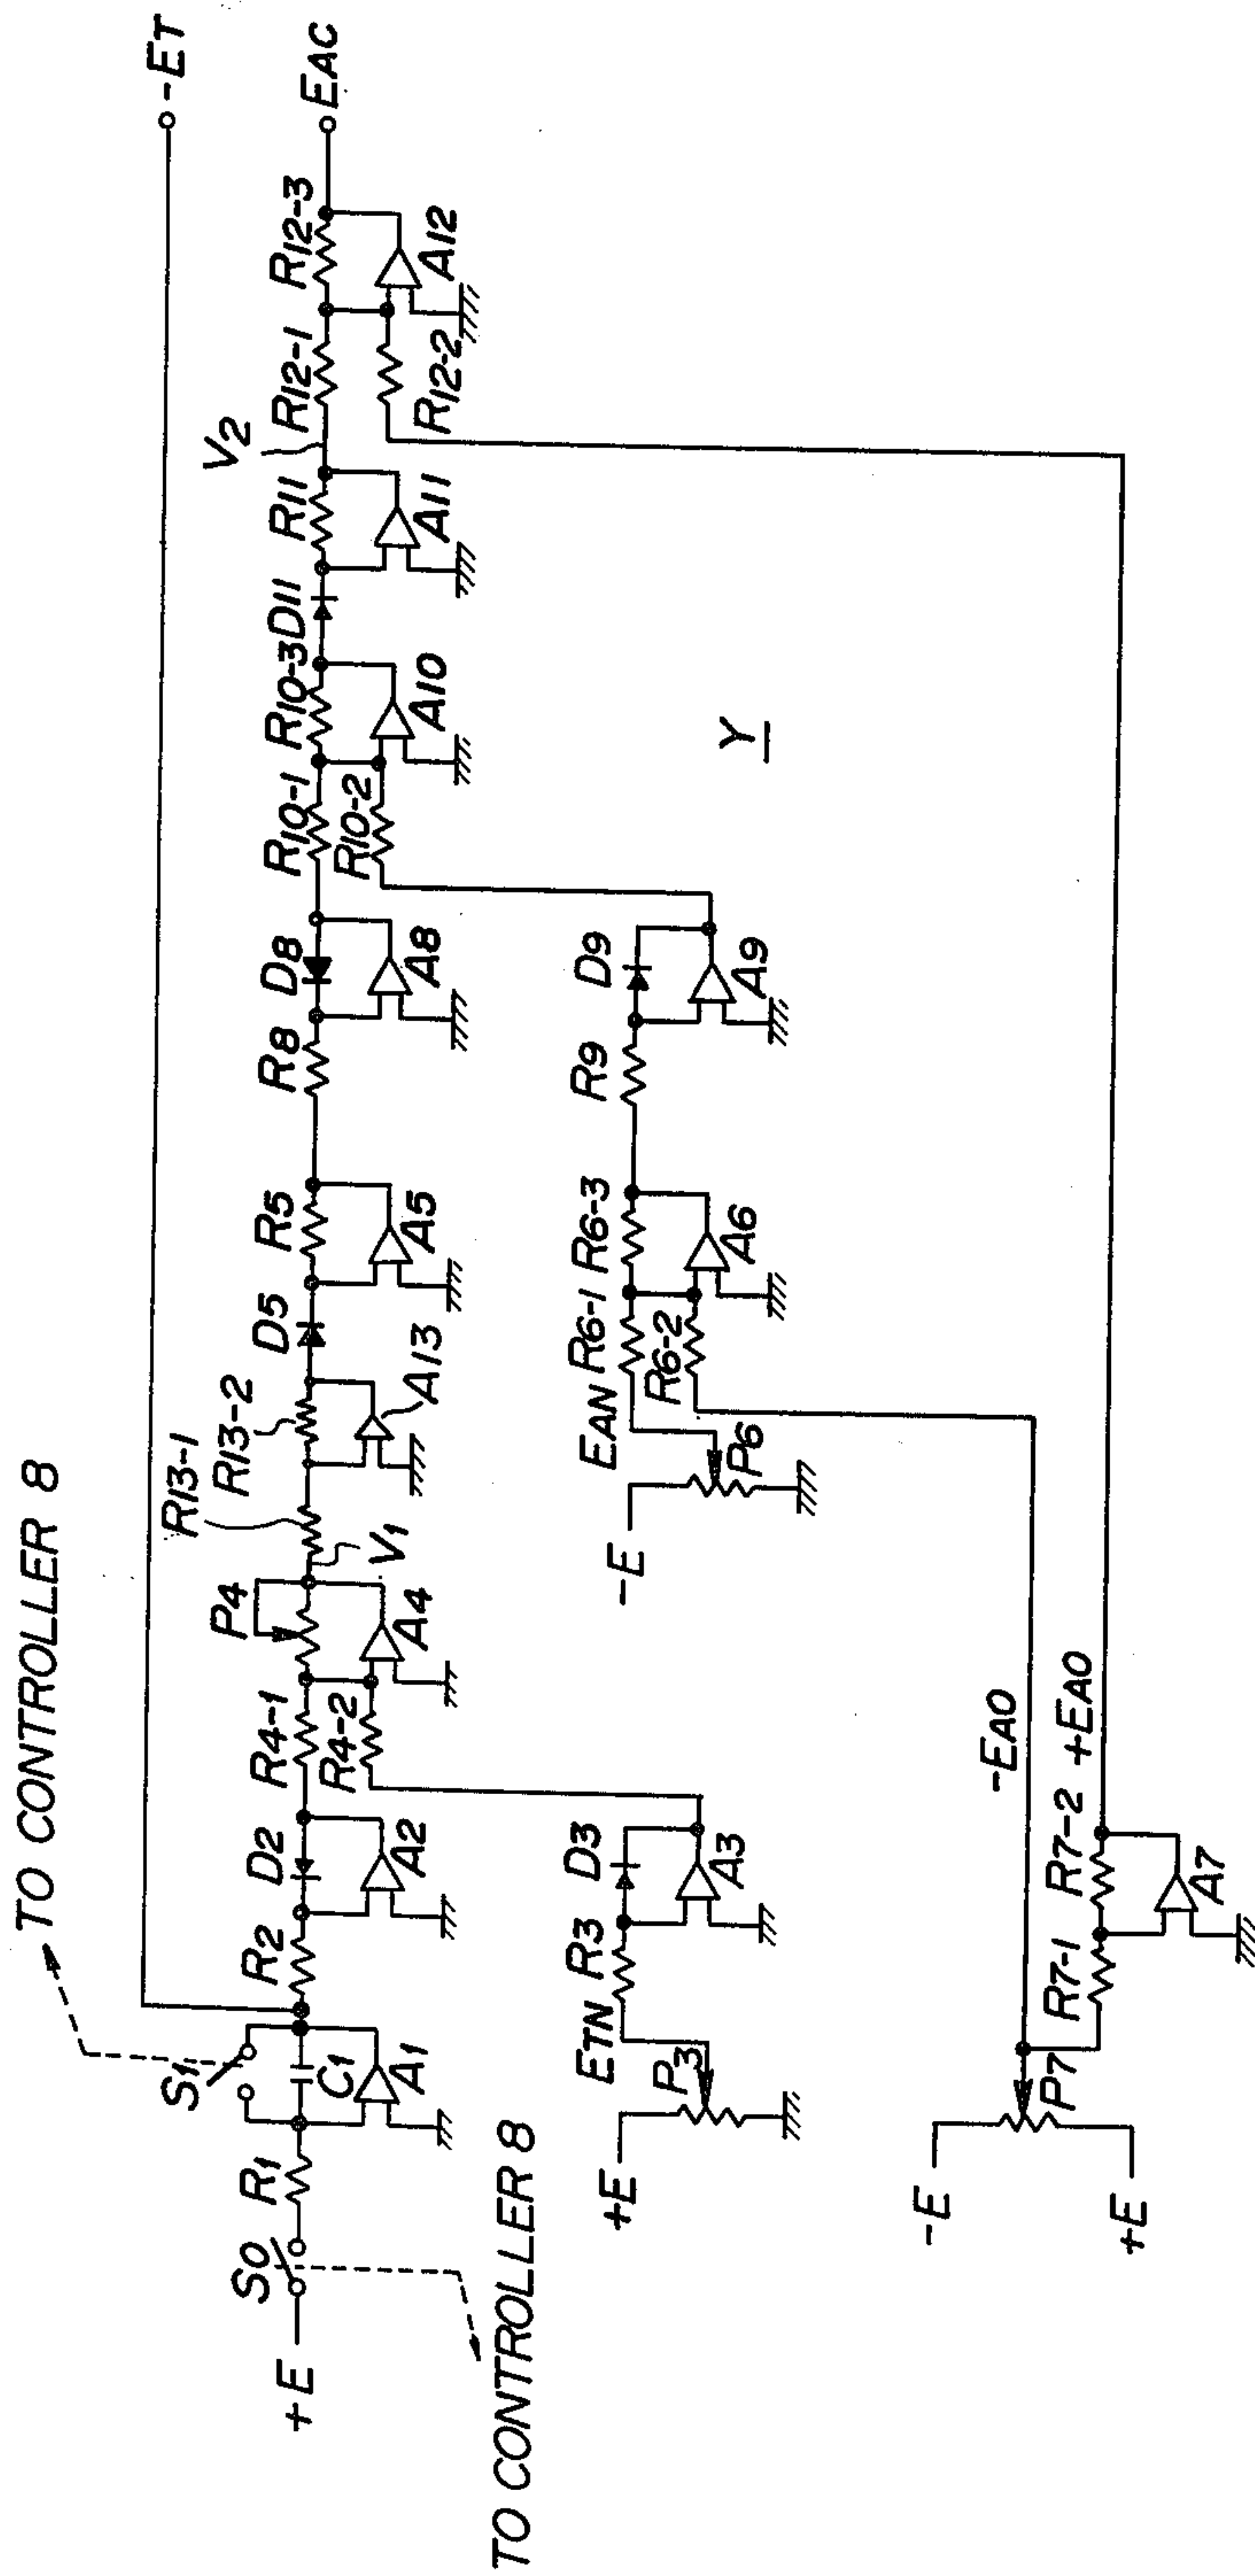 TO CONTROLLER 8
-ET
S1
S0
+E
R1
C1
A1
R2
D2
A2
R4-1
R4-2
P4
A4
V1
R13-1
R13-2
A13
D5
R5
A5
R8
D8
A8
R10-1
R10-2
R10-3
A10
D11
R11
A11
V2
R12-1
R12-2
R12-3
A12
EAC
TO CONTROLLER 8
+E
ETN
P3
R3
D3
A3
-E
EAN
P6
R6-1
R6-2
R6-3
A6
R9
D9
A9
Y
-E
+E
P7
-EAO
R7-1
R7-2
+EAO
A7